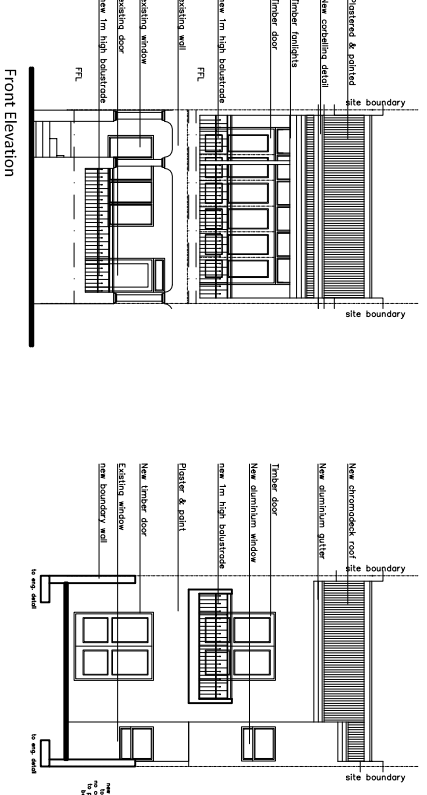 Plastered & painted
New corbelling detail
Timber fanlights
Timber door
new 1m high balustrade
FFL
existing wall
existing window
existing door
new 1m high balustrade
FFL
site boundary
site boundary
Front Elevation
New chromadeck roof
New aluminium gutter
Timber door
New aluminium window
new 1m high balustrade
Plaster & paint
New timber door
Existing window
new boundary wall
site boundary
site boundary
to eng. detail
to eng. detail
new